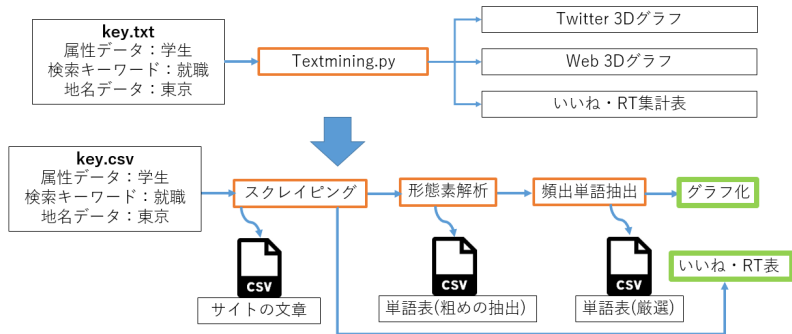 key.txt
属性データ：学生
検索キーワード：就職
地名データ：東京
Textmining.py
Twitter 3Dグラフ
Web 3Dグラフ
いいね・RT集計表
key.csv
属性データ：学生
検索キーワード：就職
地名データ：東京
スクレイピング
形態素解析
頻出単語抽出
グラフ化
CSV
サイトの文章
CSV
単語表(粗めの抽出)
CSV
単語表(厳選)
いいね・RT表